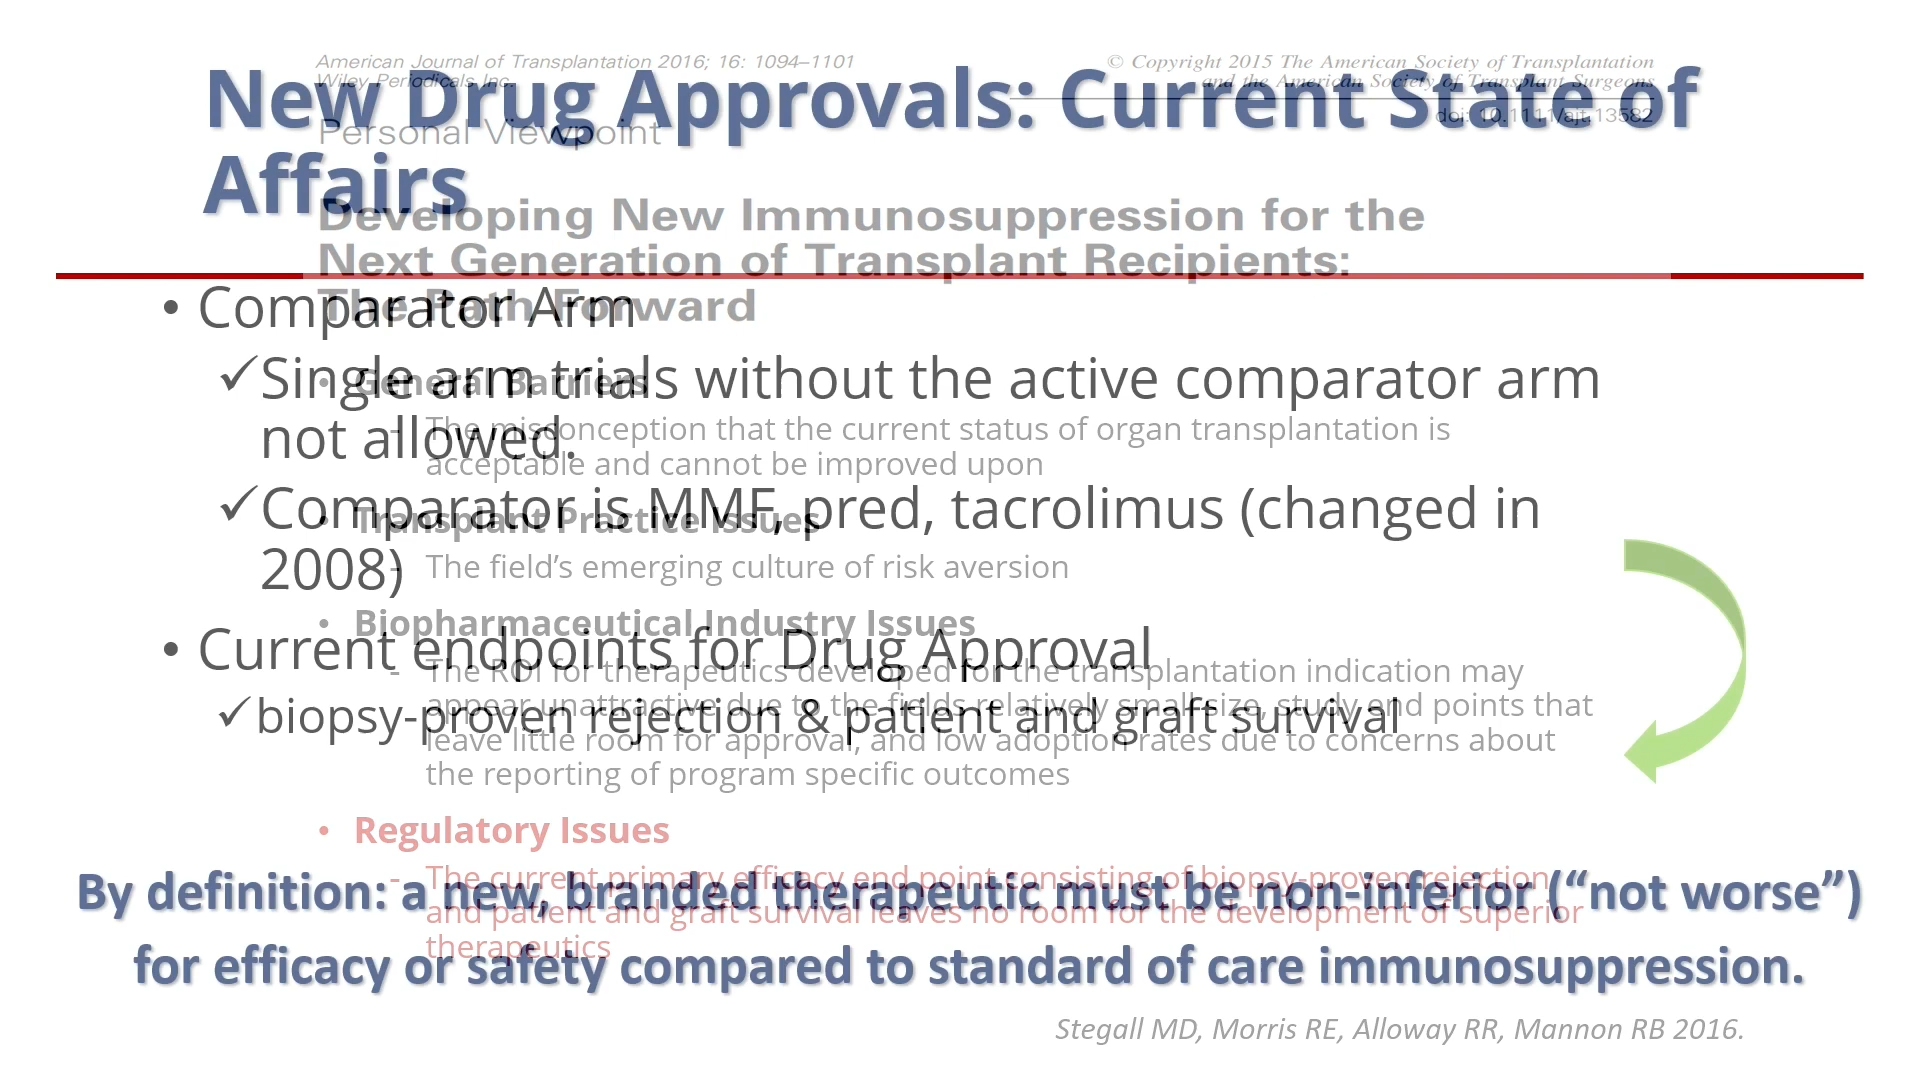 New Drug Approvals: Current State of
Affairs
• Comparator Arm
✓Single arm trials without the active comparator arm
not allowed.
✓Comparator is MMF, pred, tacrolimus (changed in
2008)
• Current endpoints for Drug Approval
✓biopsy-proven rejection & patient and graft survival
By definition: a new, branded therapeutic must be non-inferior (“not worse”)
for efficacy or safety compared to standard of care immunosuppression.
Stegall MD, Morris RE, Alloway RR, Mannon RB 2016.
American Journal of Transplantation 2016; 16: 1094–1101
Wiley Periodicals Inc.
© Copyright 2015 The American Society of Transplantation
and the American Society of Transplant Surgeons
doi: 10.1111/ajt.13582
Personal Viewpoint
Developing New Immunosuppression for the
Next Generation of Transplant Recipients:
The Path Forward
• General Barriers
- The misconception that the current status of organ transplantation is
acceptable and cannot be improved upon
• Transplant Practice Issues
- The field’s emerging culture of risk aversion
• Biopharmaceutical Industry Issues
- The ROI for therapeutics developed for the transplantation indication may
appear unattractive due to the fields relatively small size, study end points that
leave little room for approval, and low adoption rates due to concerns about
the reporting of program specific outcomes
• Regulatory Issues
- The current primary efficacy end point consisting of biopsy-proven rejection
and patient and graft survival leaves no room for the development of superior
therapeutics